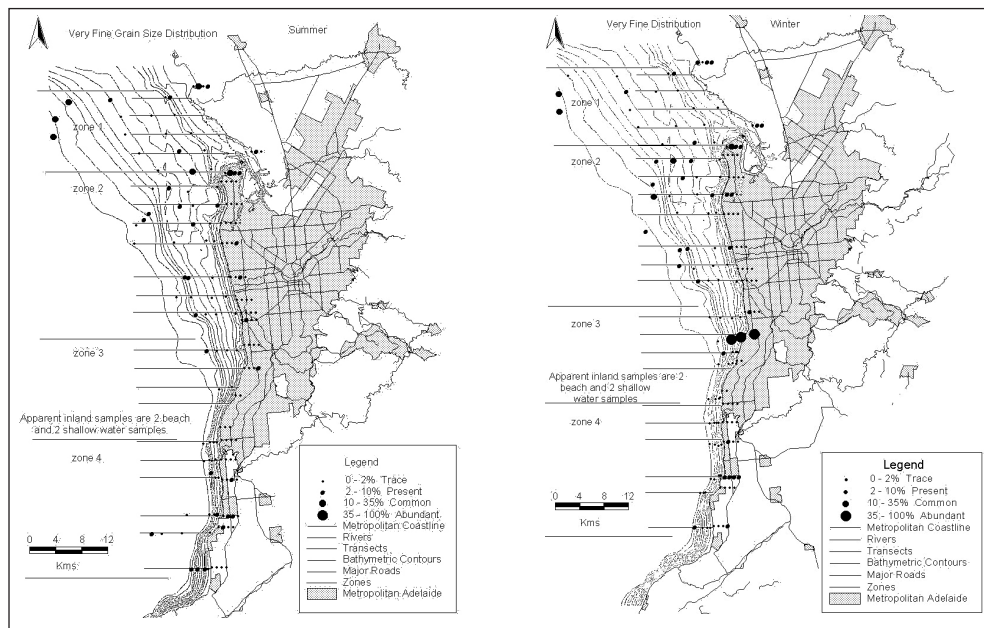 Very Fine Grain Size Distribution
Summer
zone 1
zone 2
zone 3
Apparent inland samples are 2 beach
and 2 shallow water samples.
zone 4
0 4 8 12
Kms
Legend
0 - 2% Trace
2 - 10% Present
10 - 35% Common
35 - 100% Abundant
Metropolitan Coastline
Rivers
Transects
Bathymetric Contours
Major Roads
Zones
Metropolitan Adelaide
Very Fine Distribution
Winter
zone 1
zone 2
zone 3
Apparent inland samples are 2
beach and 2 shallow
water samples
zone 4
0 4 8 12
Kms
Legend
0 - 2% Trace
2 - 10% Present
10 - 35% Common
35 - 100% Abundant
Metropolitan Coastline
Rivers
Transects
Bathymetric Contours
Major Roads
Zones
Metropolitan Adelaide